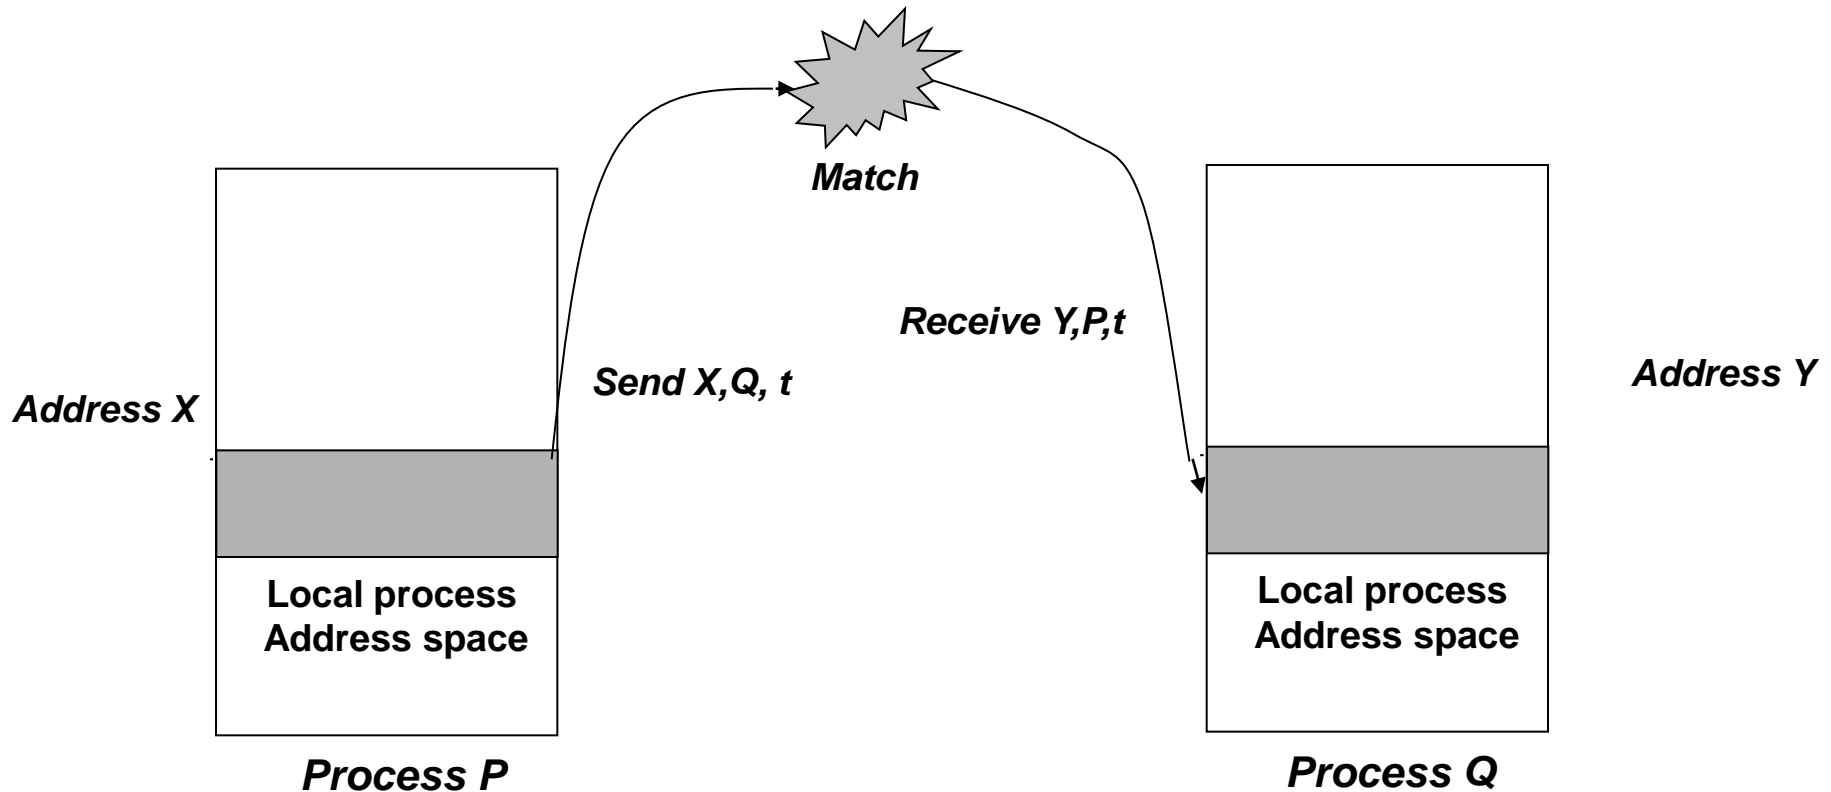 Match
Receive Y,P,t
Send X,Q, t
Address X
Address Y
Local process
Address space
Local process
Address space
Process P
Process Q